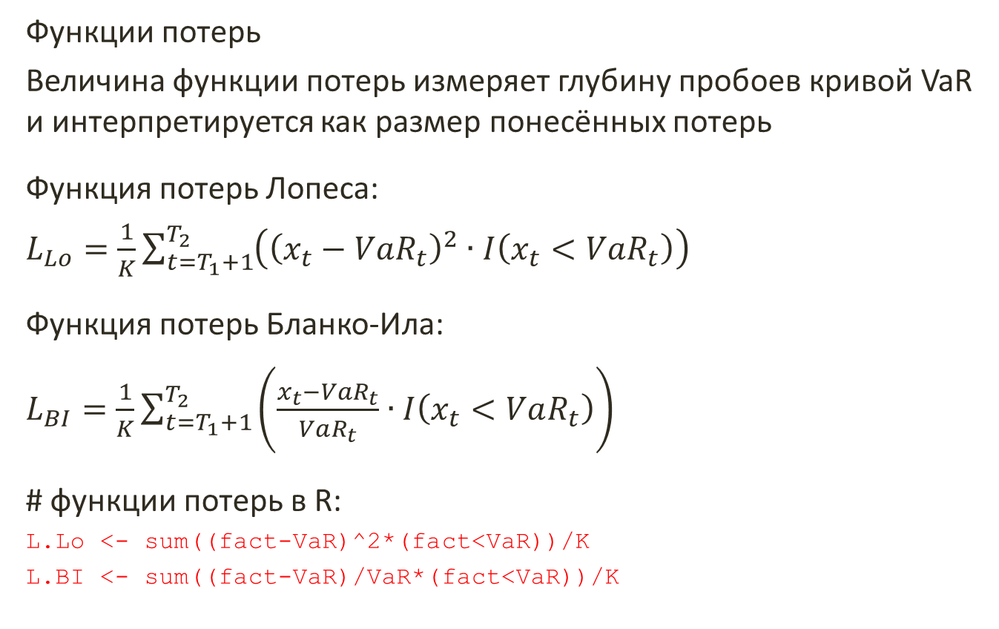 Функции потерь
Величина функции потерь измеряет глубину пробоев кривой VaR
и интерпретируется как размер понесённых потерь
Функция потерь Лопеса:
$L_{Lo} = \frac{1}{K}\sum_{t=T_1+1}^{T_2}\left((x_t - VaR_t)^2 \cdot I(x_t < VaR_t)\right)$
Функция потерь Бланко-Ила:
$L_{BI} = \frac{1}{K}\sum_{t=T_1+1}^{T_2}\left(\frac{x_t - VaR_t}{VaR_t} \cdot I(x_t < VaR_t)\right)$
# функции потерь в R:
L.Lo <- sum((fact-VaR)^2*(fact<VaR))/K
L.BI <- sum((fact-VaR)/VaR*(fact<VaR))/K